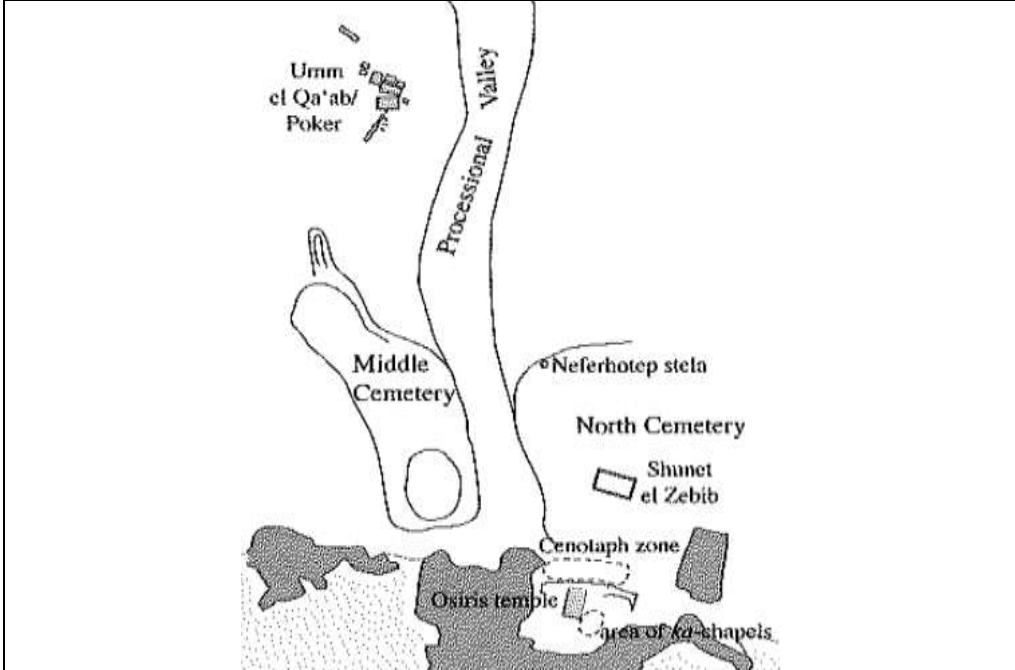 Umm
el Qa'ab/
Poker
Processional Valley
Middle
Cemetery
Neferhotep stela
North Cemetery
Shunet
el Zebib
Cenotaph zone
Osiris temple
area of ka-chapels